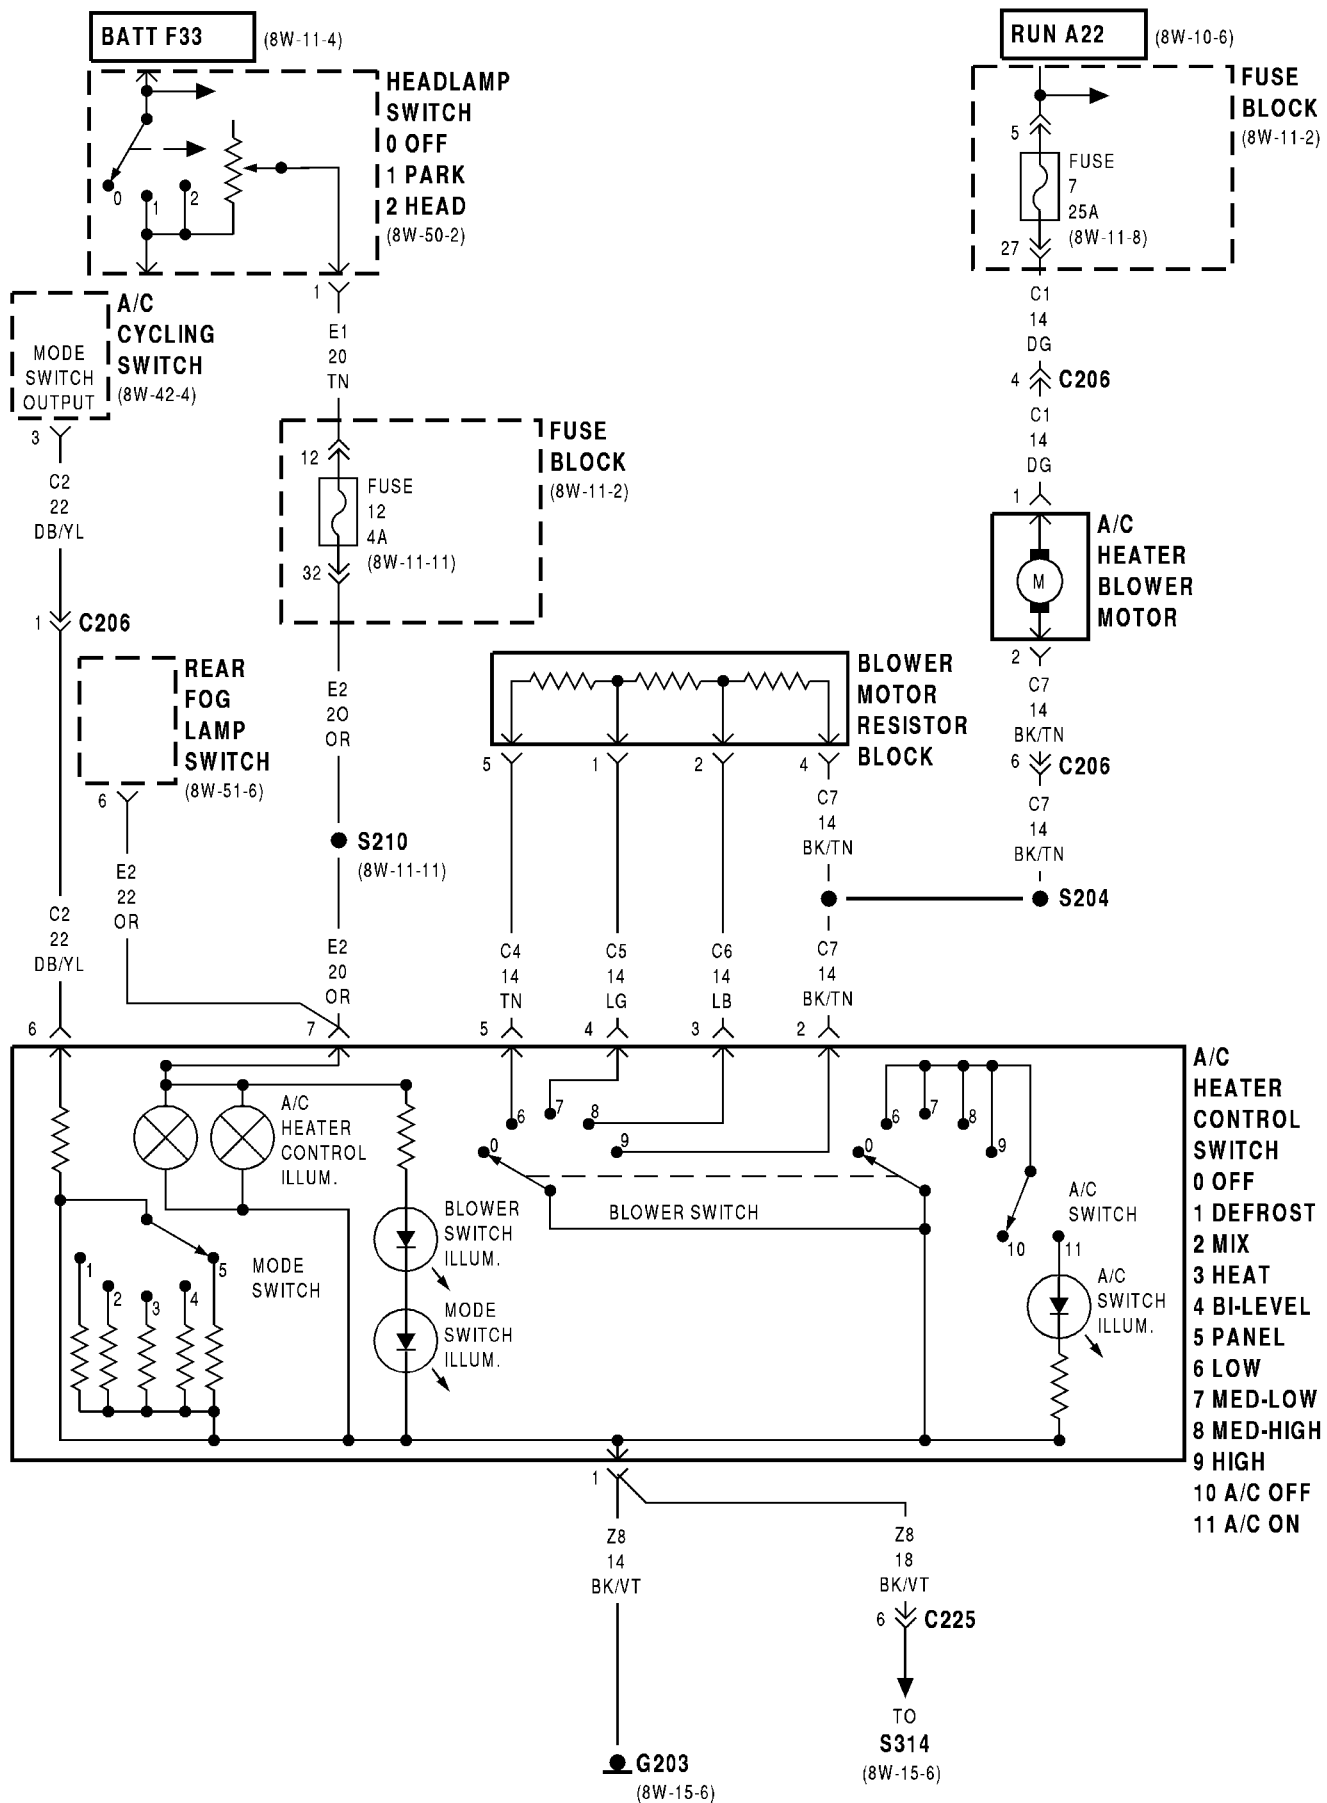 BATT F33
(8W-11-4)
RUN A22
(8W-10-6)
HEADLAMP
SWITCH
0 OFF
1 PARK
2 HEAD
(8W-50-2)
0
1
2
1
FUSE
BLOCK
(8W-11-2)
5
FUSE
7
25A
(8W-11-8)
27
C1
14
DG
4
C206
C1
14
DG
1
A/C
HEATER
BLOWER
MOTOR
M
2
C7
14
BK/TN
6
C206
C7
14
BK/TN
S204
A/C
CYCLING
SWITCH
(8W-42-4)
MODE
SWITCH
OUTPUT
3
C2
22
DB/YL
1
C206
E1
20
TN
FUSE
BLOCK
(8W-11-2)
12
FUSE
12
4A
(8W-11-11)
32
REAR
FOG
LAMP
SWITCH
(8W-51-6)
6
E2
22
OR
E2
2O
OR
S210
(8W-11-11)
E2
20
OR
C2
22
DB/YL
BLOWER
MOTOR
RESISTOR
BLOCK
5
1
2
4
C7
14
BK/TN
C4
14
TN
C5
14
LG
C6
14
LB
C7
14
BK/TN
6
7
5
4
3
2
A/C
HEATER
CONTROL
SWITCH
0 OFF
1 DEFROST
2 MIX
3 HEAT
4 BI-LEVEL
5 PANEL
6 LOW
7 MED-LOW
8 MED-HIGH
9 HIGH
10 A/C OFF
11 A/C ON
A/C
HEATER
CONTROL
ILLUM.
0
6
7
8
9
0
6
7
8
9
BLOWER SWITCH
A/C
SWITCH
10
11
A/C
SWITCH
ILLUM.
BLOWER
SWITCH
ILLUM.
MODE
SWITCH
ILLUM.
MODE
SWITCH
1
2
3
4
5
1
Z8
14
BK/VT
Z8
18
BK/VT
6
C225
TO
S314
(8W-15-6)
G203
(8W-15-6)